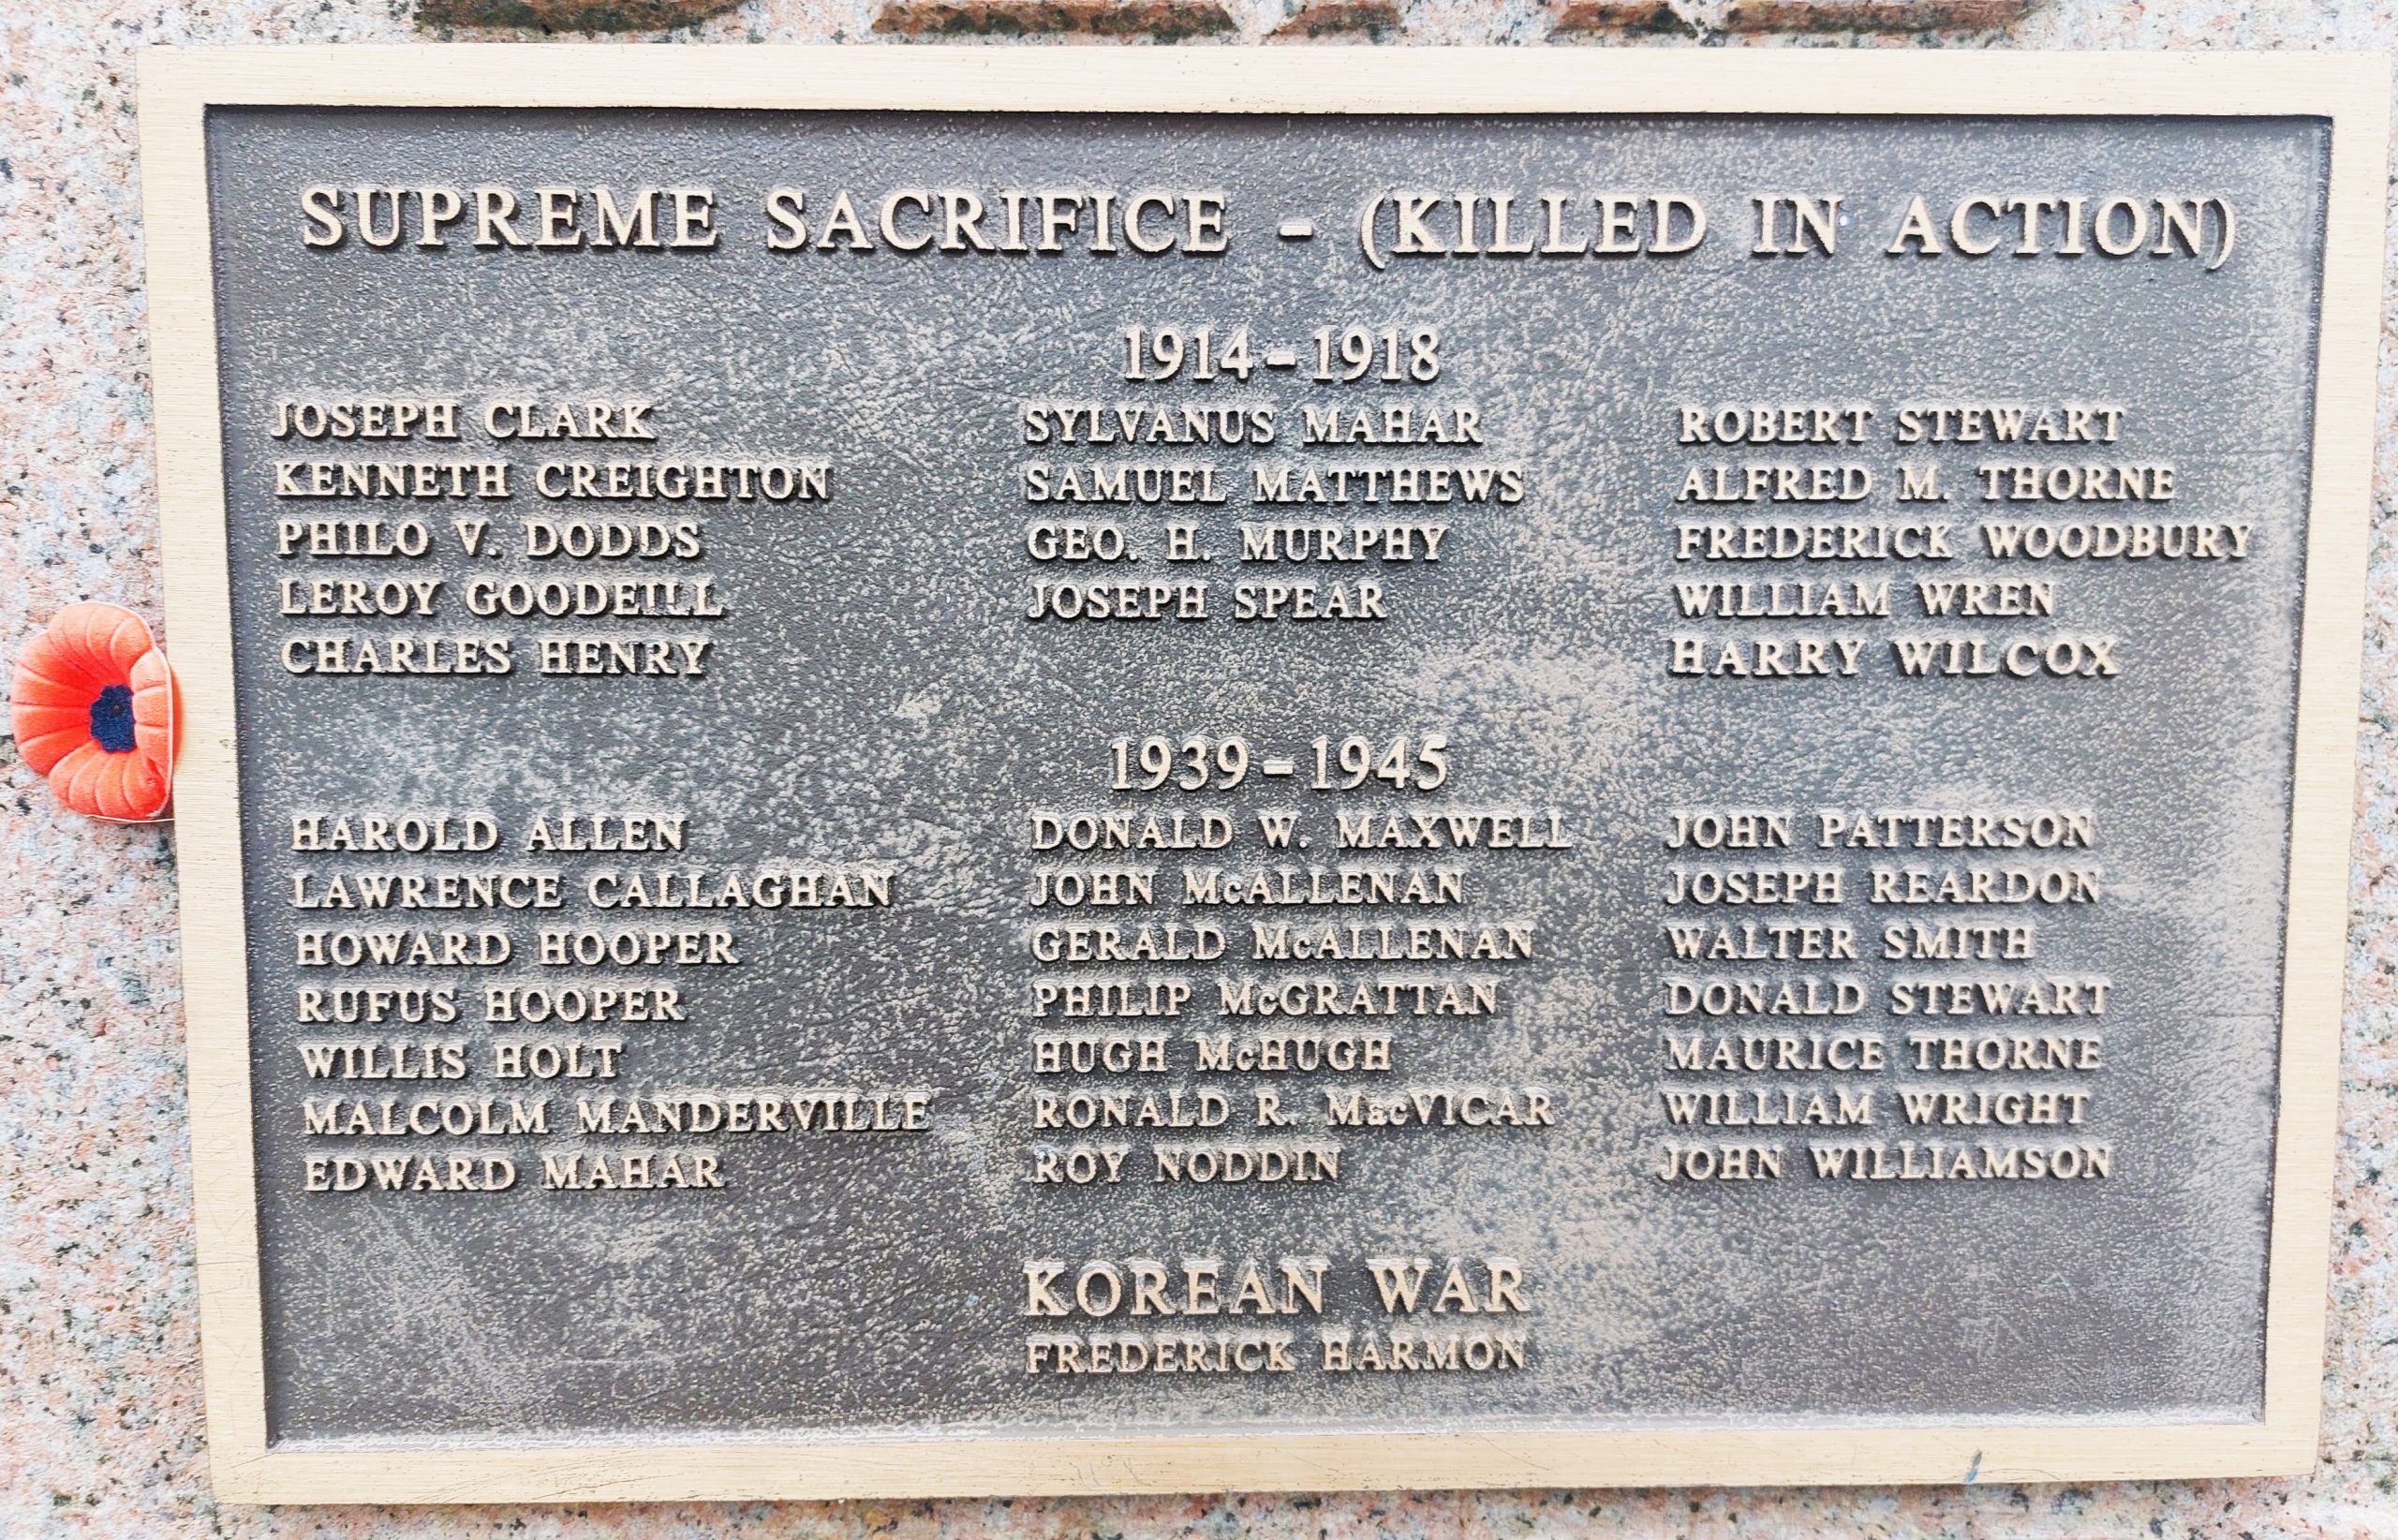 SUPREME SACRIFICE - (KILLED IN ACTION)
1914-1918
JOSEPH CLARK
KENNETH CREIGHTON
PHILO V. DODDS
LEROY GOODEILL
CHARLES HENRY
SYLVANUS MAHAR
SAMUEL MATTHEWS
GEO. H. MURPHY
JOSEPH SPEAR
ROBERT STEWART
ALFRED M. THORNE
FREDERICK WOODBURY
WILLIAM WREN
HARRY WILCOX
1939-1945
HAROLD ALLEN
LAWRENCE CALLAGHAN
HOWARD HOOPER
RUFUS HOOPER
WILLIS HOLT
MALCOLM MANDERVILLE
EDWARD MAHAR
DONALD W. MAXWELL
JOHN McALLENAN
GERALD McALLENAN
PHILIP McGRATTAN
HUGH McHUGH
RONALD R. MacVICAR
ROY NODDIN
JOHN PATTERSON
JOSEPH REARDON
WALTER SMITH
DONALD STEWART
MAURICE THORNE
WILLIAM WRIGHT
JOHN WILLIAMSON
KOREAN WAR
FREDERICK HARMON